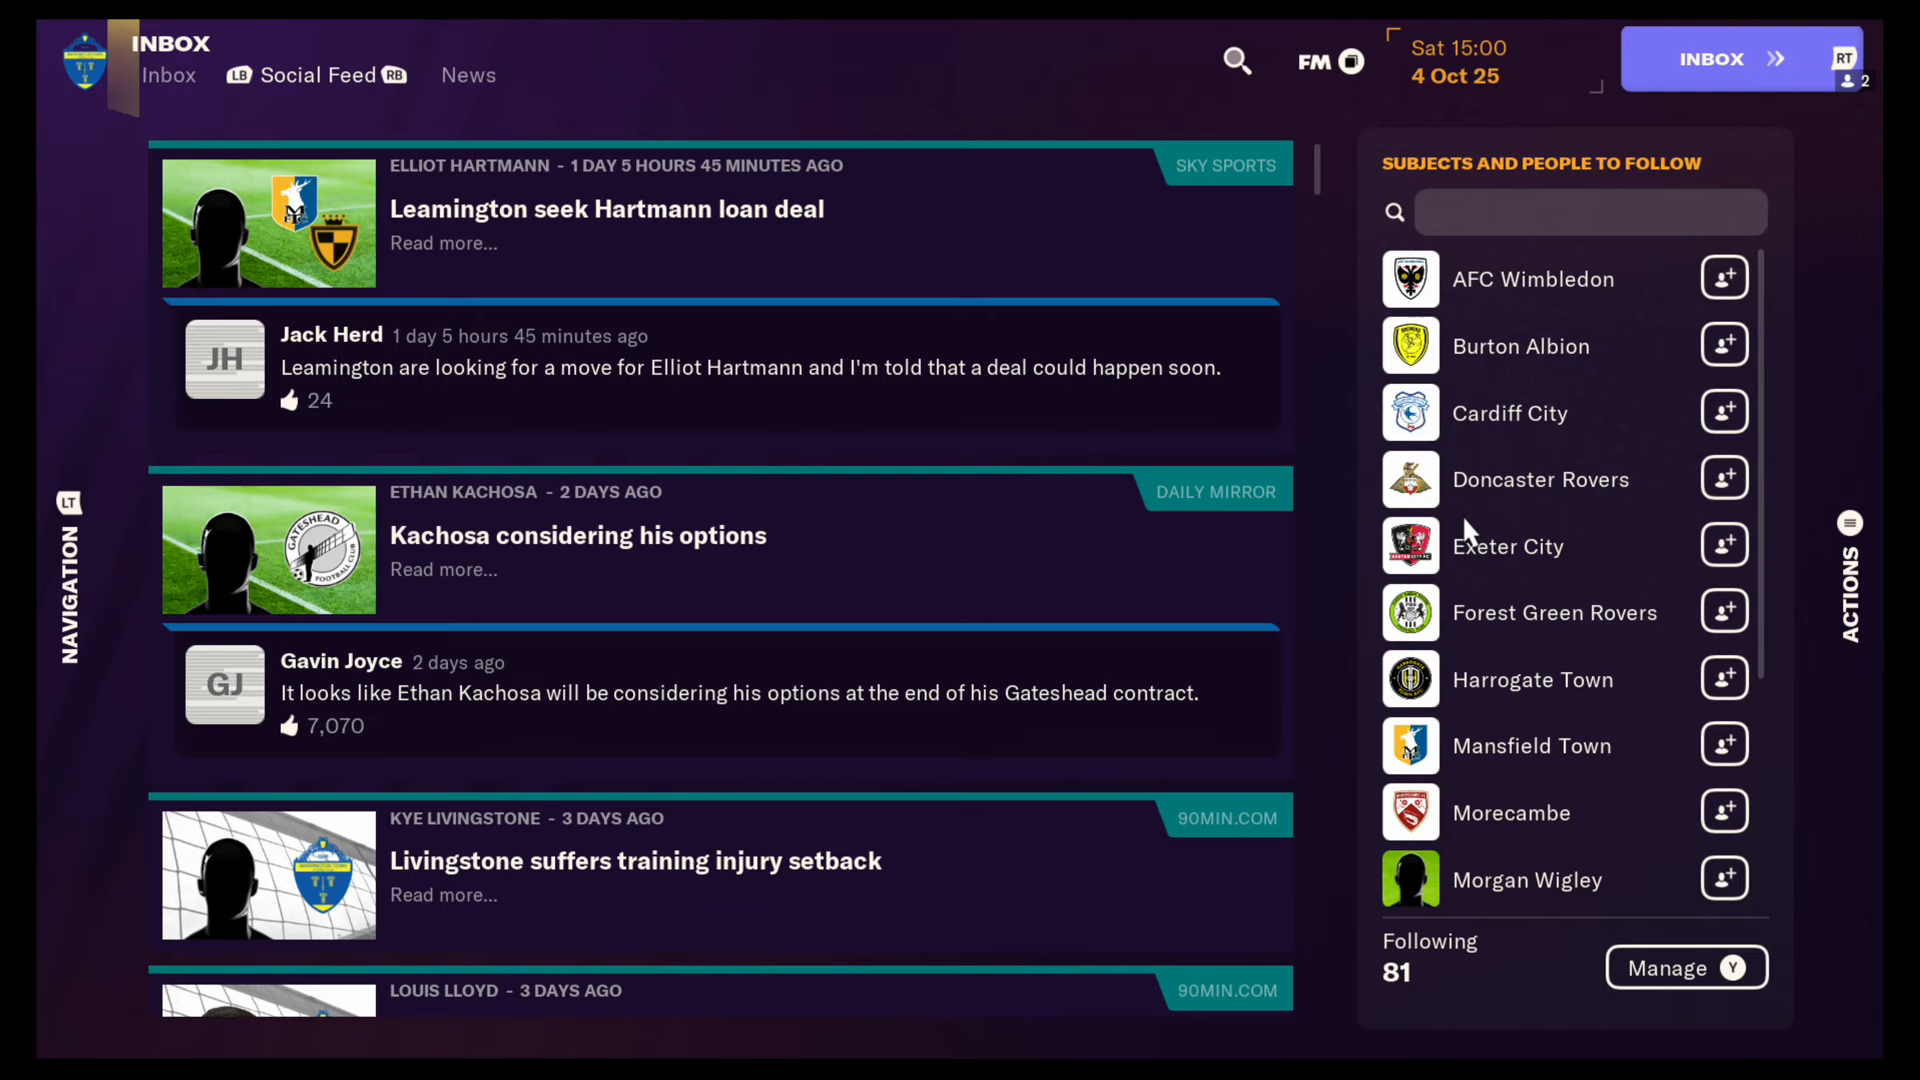 INBOX
Inbox LB Social Feed RB News
FM
Sat 15:00
4 Oct 25
INBOX RT
2
ELLIOT HARTMANN - 1 DAY 5 HOURS 45 MINUTES AGO
SKY SPORTS
Leamington seek Hartmann loan deal
Read more...
JH
Jack Herd 1 day 5 hours 45 minutes ago
Leamington are looking for a move for Elliot Hartmann and I'm told that a deal could happen soon.
24
ETHAN KACHOSA - 2 DAYS AGO
DAILY MIRROR
Kachosa considering his options
Read more...
GATESHEAD
FOOTBALL CLUB
GJ
Gavin Joyce 2 days ago
It looks like Ethan Kachosa will be considering his options at the end of his Gateshead contract.
7,070
KYE LIVINGSTONE - 3 DAYS AGO
90MIN.COM
Livingstone suffers training injury setback
Read more...
LOUIS LLOYD - 3 DAYS AGO
90MIN.COM
LT
NAVIGATION
SUBJECTS AND PEOPLE TO FOLLOW
AFC Wimbledon
Burton Albion
Cardiff City
Doncaster Rovers
Exeter City
Forest Green Rovers
Harrogate Town
Mansfield Town
Morecambe
Morgan Wigley
Following
81
Manage Y
ACTIONS